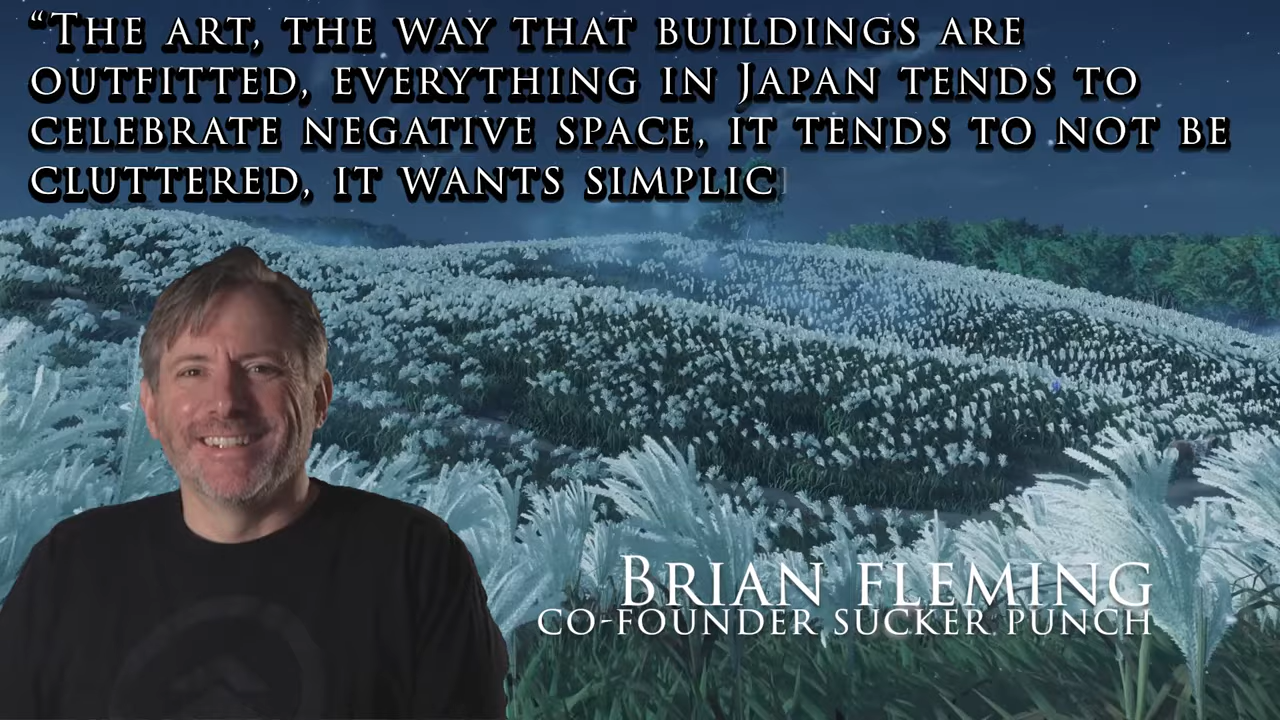 “The art, the way that buildings are
outfitted, everything in Japan tends to
celebrate negative space, it tends to not be
cluttered, it wants simplic
Brian Fleming
co-founder Sucker Punch